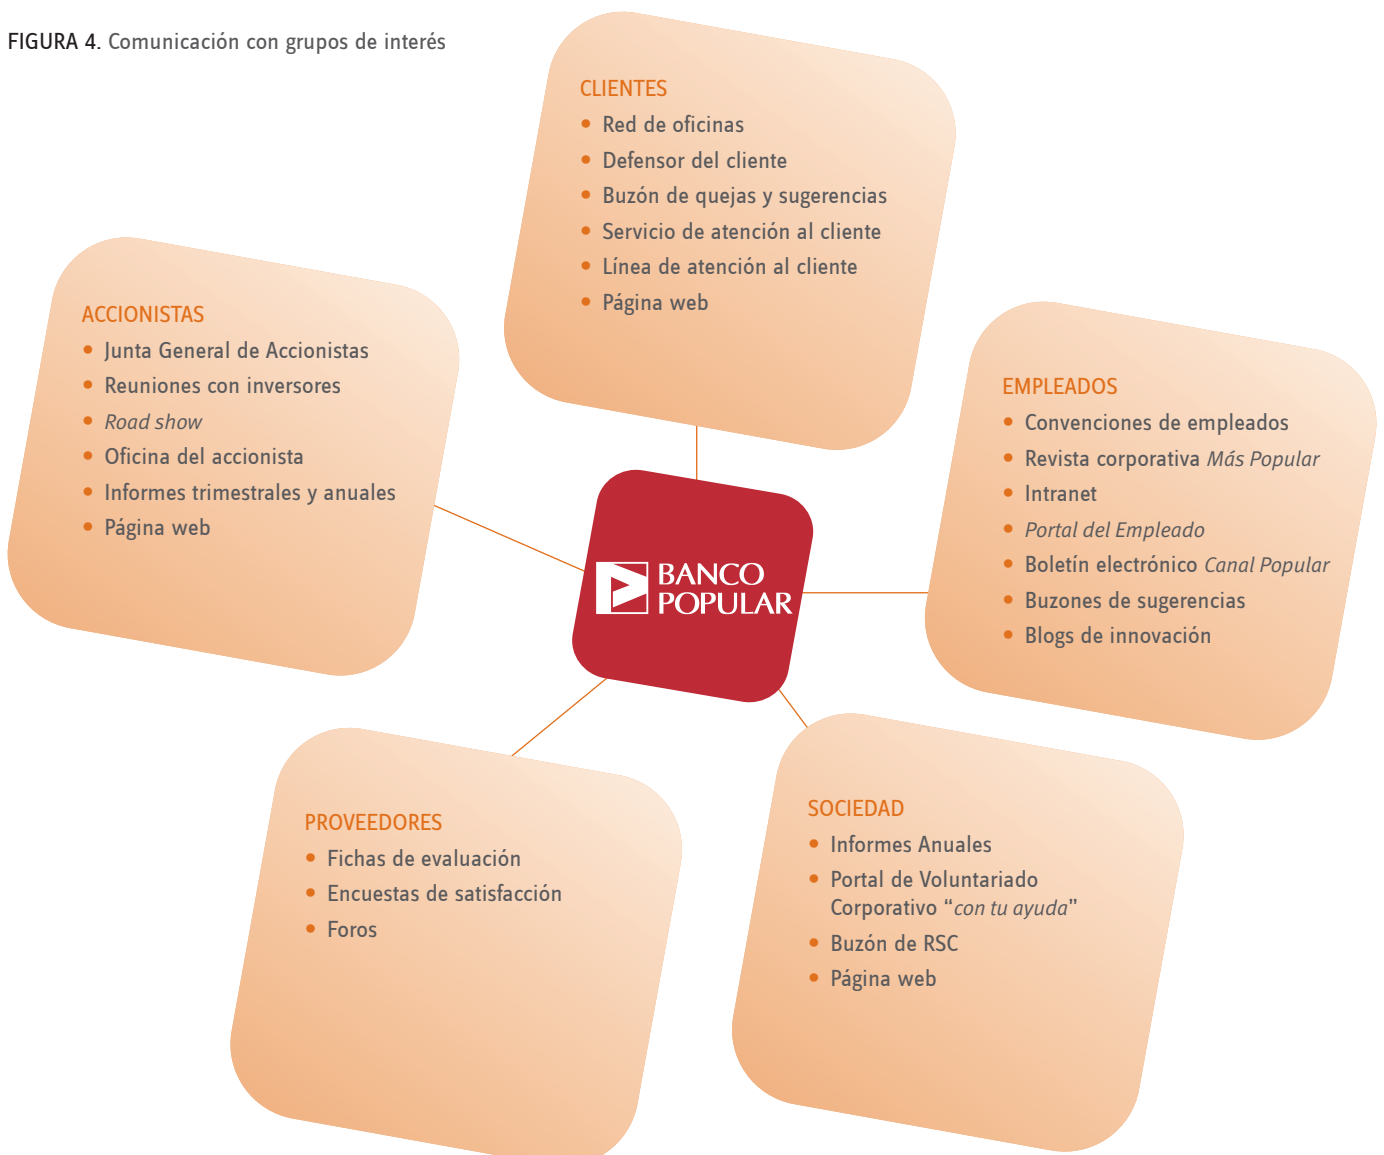 FIGURA 4. Comunicación con grupos de interés
CLIENTES
• Red de oficinas
• Defensor del cliente
• Buzón de quejas y sugerencias
• Servicio de atención al cliente
• Línea de atención al cliente
• Página web
ACCIONISTAS
• Junta General de Accionistas
• Reuniones con inversores
• Road show
• Oficina del accionista
• Informes trimestrales y anuales
• Página web
EMPLEADOS
• Convenciones de empleados
• Revista corporativa Más Popular
• Intranet
• Portal del Empleado
• Boletín electrónico Canal Popular
• Buzones de sugerencias
• Blogs de innovación
BANCO
POPULAR
PROVEEDORES
• Fichas de evaluación
• Encuestas de satisfacción
• Foros
SOCIEDAD
• Informes Anuales
• Portal de Voluntariado
Corporativo “con tu ayuda”
• Buzón de RSC
• Página web